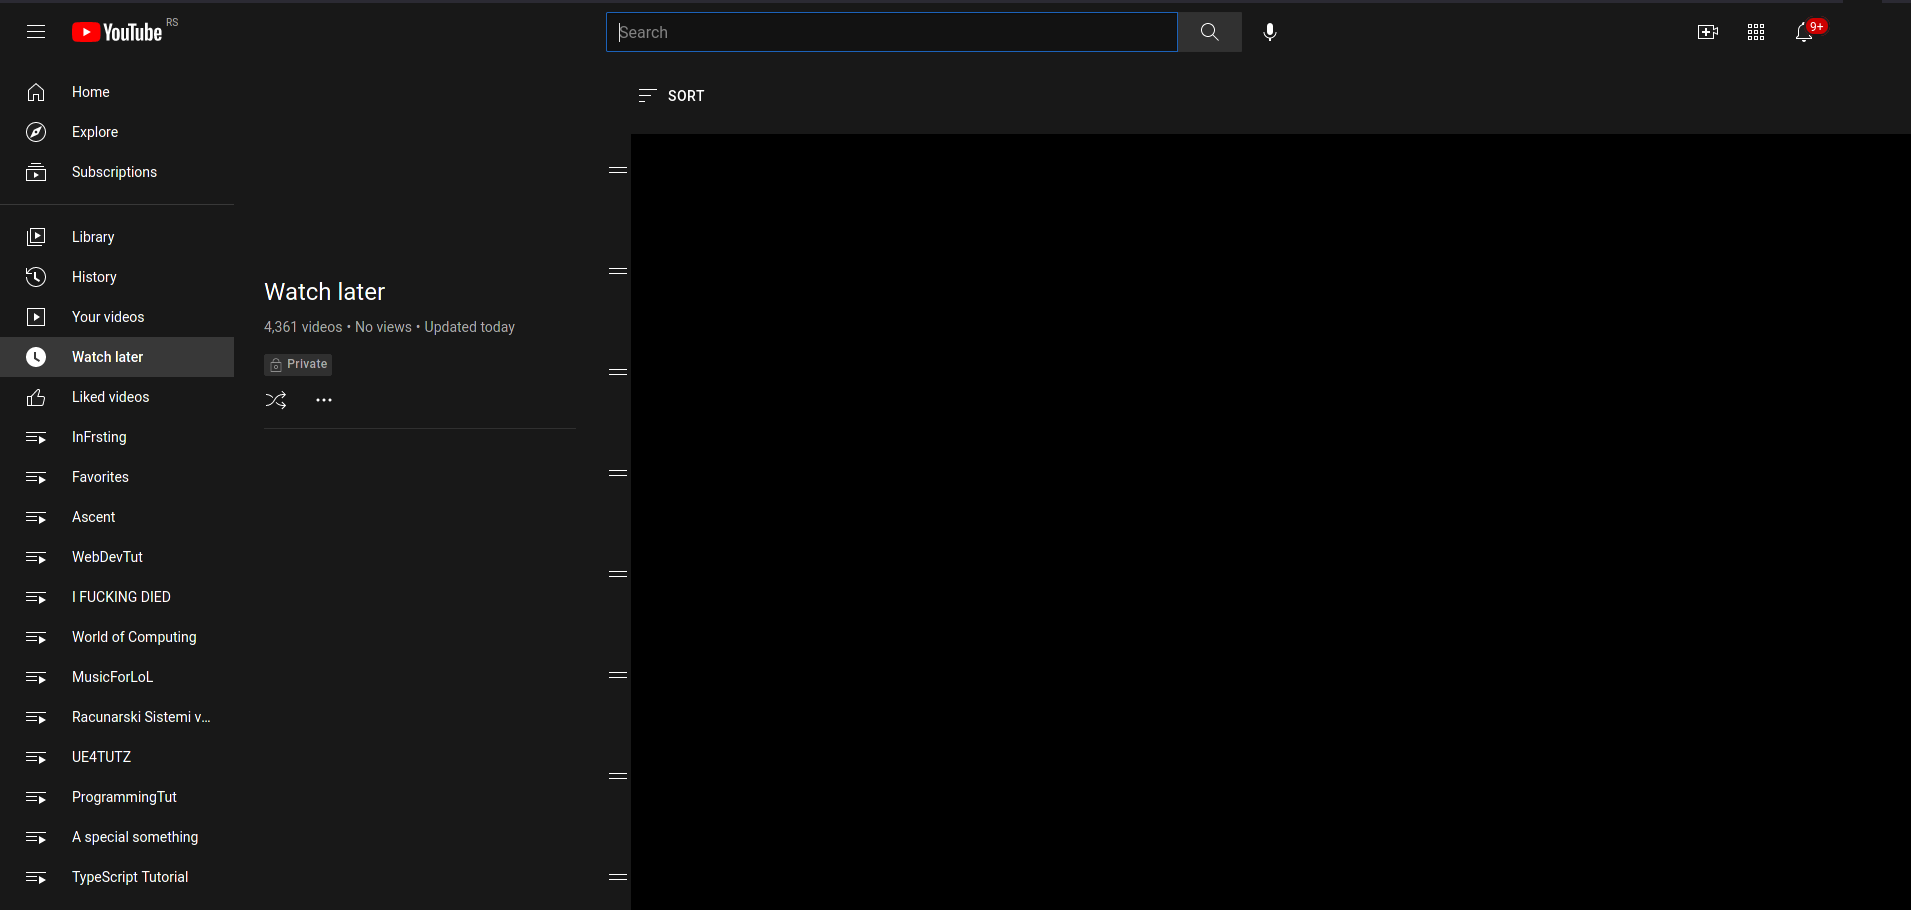 YouTube RS
Search
9+
Home
Explore
Subscriptions
Library
History
Your videos
Watch later
Liked videos
InFrsting
Favorites
Ascent
WebDevTut
I FUCKING DIED
World of Computing
MusicForLoL
Racunarski Sistemi v...
UE4TUTZ
ProgrammingTut
A special something
TypeScript Tutorial
Watch later
4,361 videos • No views • Updated today
Private
SORT